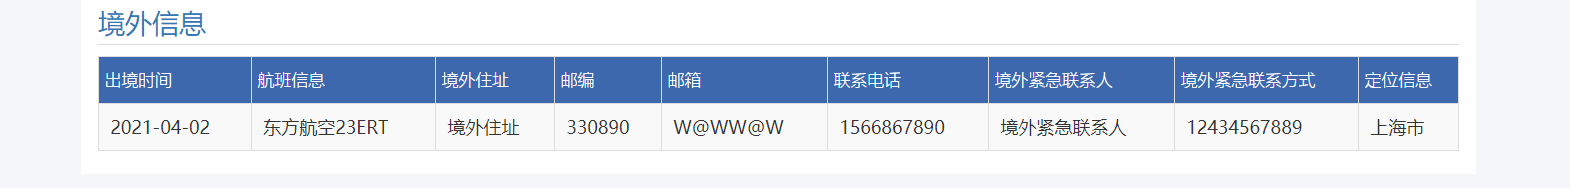 境外信息
出境时间 航班信息 境外住址 邮编 邮箱 联系电话 境外紧急联系人 境外紧急联系方式 定位信息
2021-04-02 东方航空23ERT 境外住址 330890 W@WW@W 1566867890 境外紧急联系人 12434567889 上海市